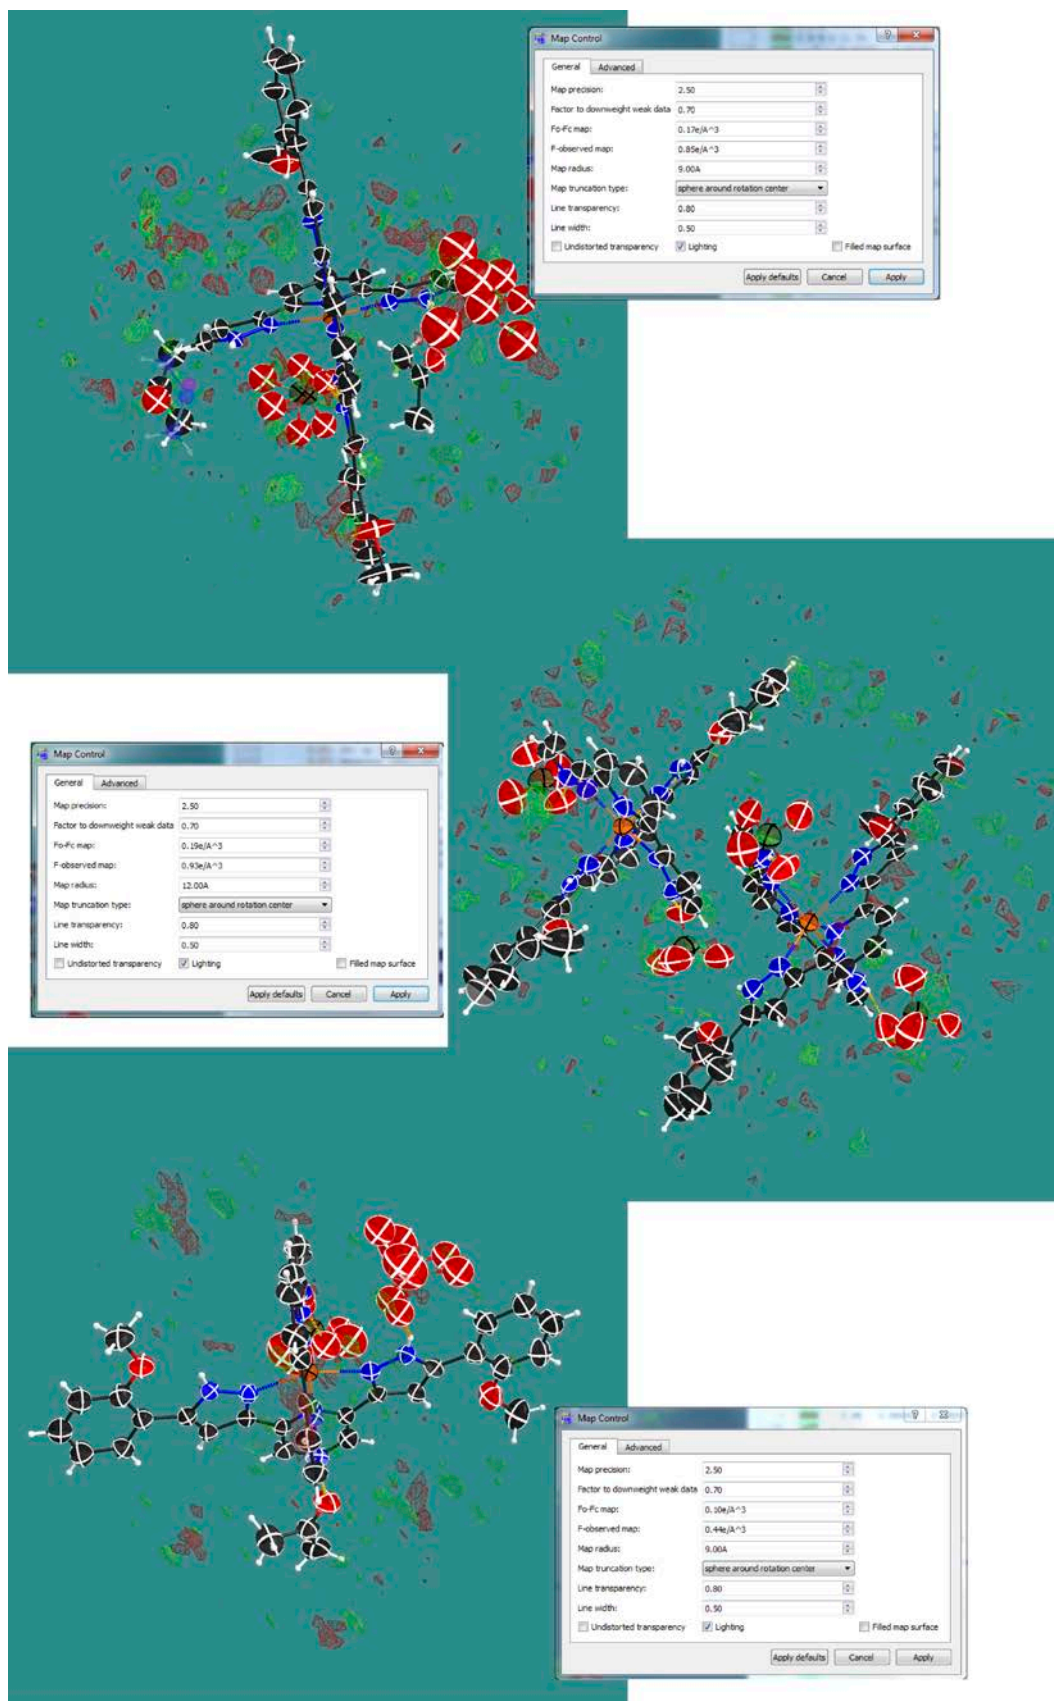 Map Control
General Advanced
Map precision: 2.50
Factor to downweight weak data 0.70
Fo-Fc map: 0.17e/A^3
F-observed map: 0.85e/A^3
Map radius: 9.00A
Map truncation type: sphere around rotation center
Line transparency: 0.80
Line width: 0.50
Undistorted transparency Lighting Filled map surface
Apply defaults Cancel Apply
Map Control
General Advanced
Map precision: 2.50
Factor to downweight weak data 0.70
Fo-Fc map: 0.19e/A^3
F-observed map: 0.93e/A^3
Map radius: 12.00A
Map truncation type: sphere around rotation center
Line transparency: 0.80
Line width: 0.50
Undistorted transparency Lighting Filled map surface
Apply defaults Cancel Apply
Map Control
General Advanced
Map precision: 2.50
Factor to downweight weak data 0.70
Fo-Fc map: 0.10e/A^3
F-observed map: 0.44e/A^3
Map radius: 9.00A
Map truncation type: sphere around rotation center
Line transparency: 0.80
Line width: 0.50
Undistorted transparency Lighting Filled map surface
Apply defaults Cancel Apply